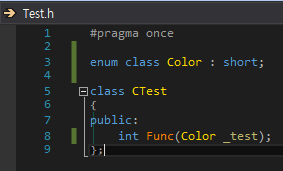 Test.h
1 #pragma once
2
3 enum class Color : short;
4
5 class CTest
6 {
7 public:
8 int Func(Color _test);
9 };